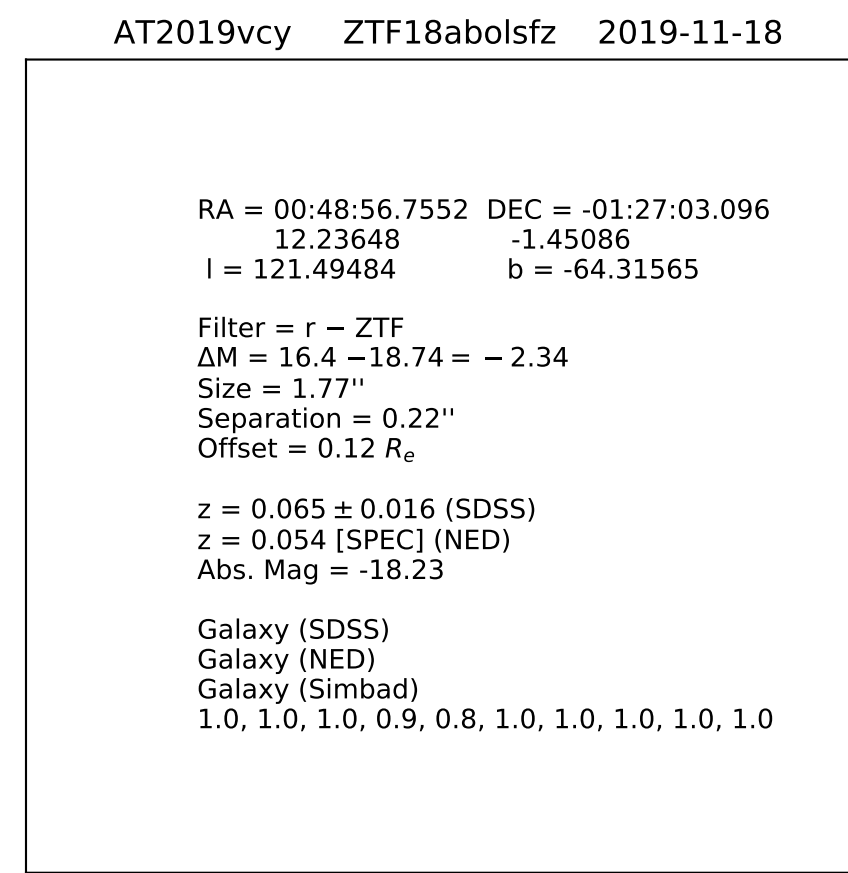 AT2019vcy ZTF18abolsfz 2019-11-18
RA = 00:48:56.7552 DEC = -01:27:03.096
12.23648 -1.45086
l = 121.49484 b = -64.31565
Filter = r − ZTF
ΔM = 16.4 −18.74 = − 2.34
Size = 1.77''
Separation = 0.22''
Offset = 0.12 Re
z = 0.065 ± 0.016 (SDSS)
z = 0.054 [SPEC] (NED)
Abs. Mag = -18.23
Galaxy (SDSS)
Galaxy (NED)
Galaxy (Simbad)
1.0, 1.0, 1.0, 0.9, 0.8, 1.0, 1.0, 1.0, 1.0, 1.0